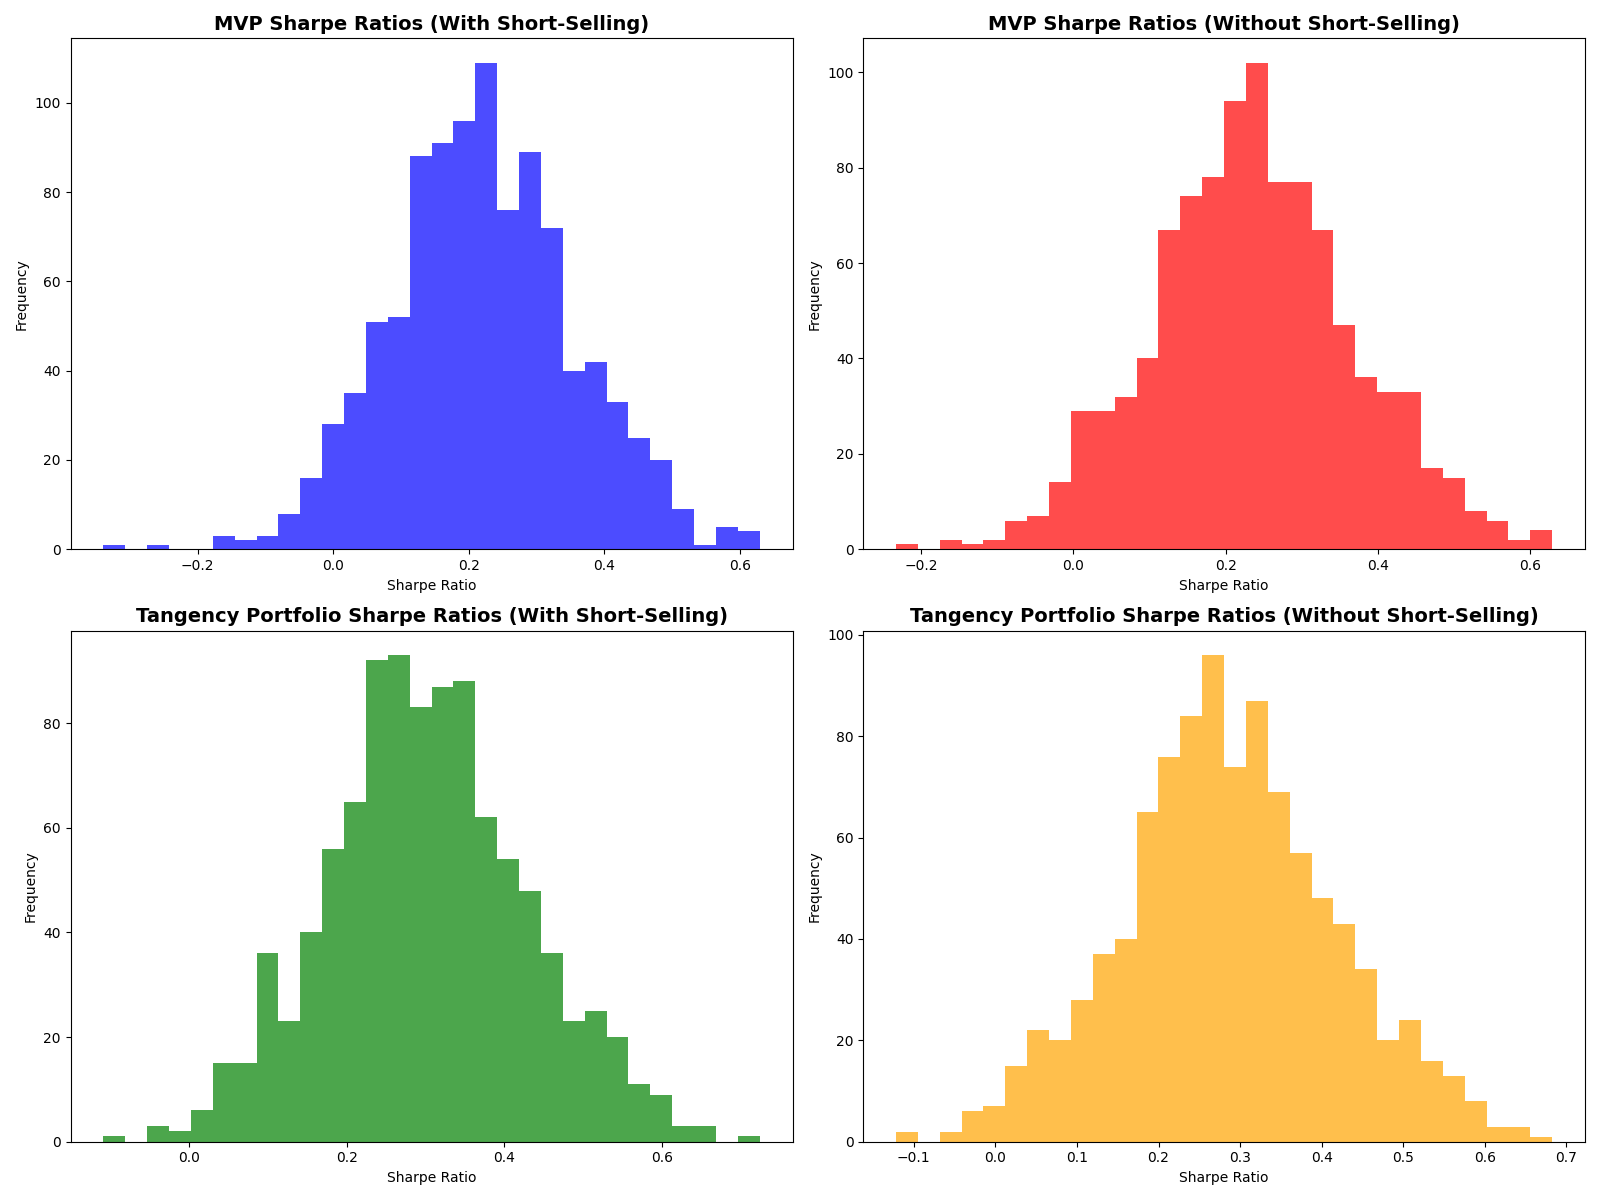 MVP Sharpe Ratios (With Short-Selling)
100
80
60
40
20
0
Frequency
−0.2 0.0 0.2 0.4 0.6
Sharpe Ratio
MVP Sharpe Ratios (Without Short-Selling)
100
80
60
40
20
0
Frequency
−0.2 0.0 0.2 0.4 0.6
Sharpe Ratio
Tangency Portfolio Sharpe Ratios (With Short-Selling)
80
60
40
20
0
Frequency
0.0 0.2 0.4 0.6
Sharpe Ratio
Tangency Portfolio Sharpe Ratios (Without Short-Selling)
100
80
60
40
20
0
Frequency
−0.1 0.0 0.1 0.2 0.3 0.4 0.5 0.6 0.7
Sharpe Ratio